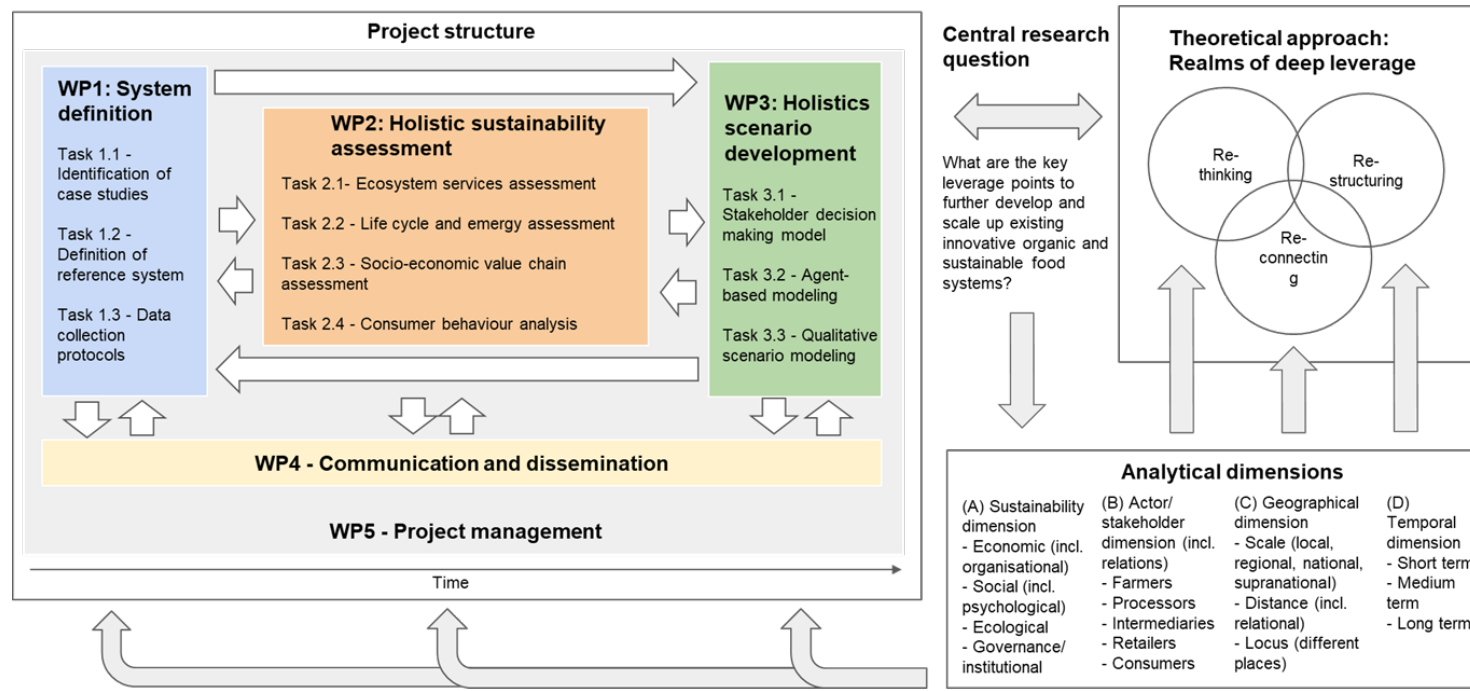 Project structure
WP1: System
definition
Task 1.1 -
Identification of
case studies
Task 1.2 -
Definition of
reference system
Task 1.3 - Data
collection
protocols
WP2: Holistic sustainability
assessment
Task 2.1- Ecosystem services assessment
Task 2.2 - Life cycle and emergy assessment
Task 2.3 - Socio-economic value chain
assessment
Task 2.4 - Consumer behaviour analysis
WP3: Holistics
scenario
development
Task 3.1 -
Stakeholder decision
making model
Task 3.2 - Agent-
based modeling
Task 3.3 - Qualitative
scenario modeling
WP4 - Communication and dissemination
WP5 - Project management
Time
Central research
question
What are the key
leverage points to
further develop and
scale up existing
innovative organic and
sustainable food
systems?
Theoretical approach:
Realms of deep leverage
Re-
thinking
Re-
structuring
Re-
connectin
g
Analytical dimensions
(A) Sustainability
dimension
- Economic (incl.
organisational)
- Social (incl.
psychological)
- Ecological
- Governance/
institutional
(B) Actor/
stakeholder
dimension (incl.
relations)
- Farmers
- Processors
- Intermediaries
- Retailers
- Consumers
(C) Geographical
dimension
- Scale (local,
regional, national,
supranational)
- Distance (incl.
relational)
- Locus (different
places)
(D)
Temporal
dimension
- Short term
- Medium
term
- Long term